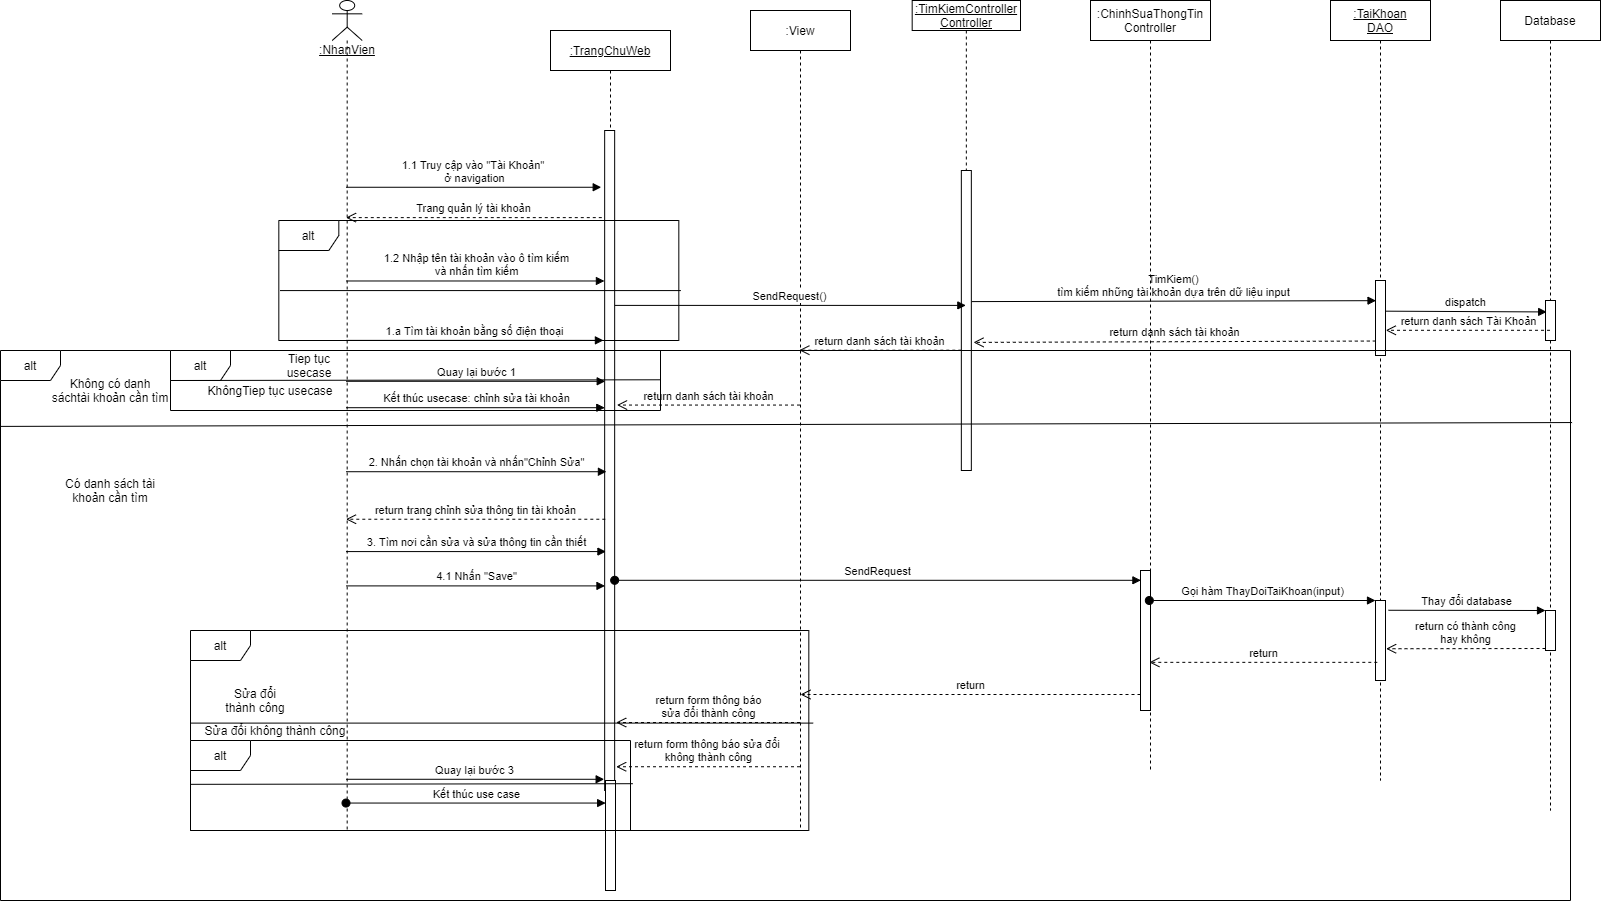 :NhanVien
:TrangChuWeb
:View
:TimKiemController
Controller
:ChinhSuaThongTin
Controller
:TaiKhoan
DAO
Database
1.1 Truy cập vào "Tài Khoản"
ở navigation
Trang quản lý tài khoản
alt
1.2 Nhập tên tài khoản vào ô tìm kiếm
và nhấn tìm kiếm
SendRequest()
TimKiem()
tìm kiếm những tài khoản dựa trên dữ liệu input
dispatch
return danh sách Tài Khoản
1.a Tìm tài khoản bằng số điện thoại
return danh sách tài khoản
return danh sách tài khoản
alt
alt
Tiep tục
usecase
Quay lại bước 1
Không có danh
sáchtài khoản cần tìm
KhôngTiep tục usecase
Kết thúc usecase: chỉnh sửa tài khoản
return danh sách tài khoản
2. Nhấn chọn tài khoản và nhấn"Chỉnh Sửa"
Có danh sách tài
khoản cần tìm
return trang chỉnh sửa thông tin tài khoản
3. Tìm nơi cần sửa và sửa thông tin cần thiết
4.1 Nhấn "Save"
SendRequest
Gọi hàm ThayDoiTaiKhoan(input)
Thay đổi database
return có thành công
hay không
return
return
alt
Sửa đổi
thành công
return form thông báo
sửa đổi thành công
Sửa đổi không thành công
alt
return form thông báo sửa đổi
không thành công
Quay lại bước 3
Kết thúc use case